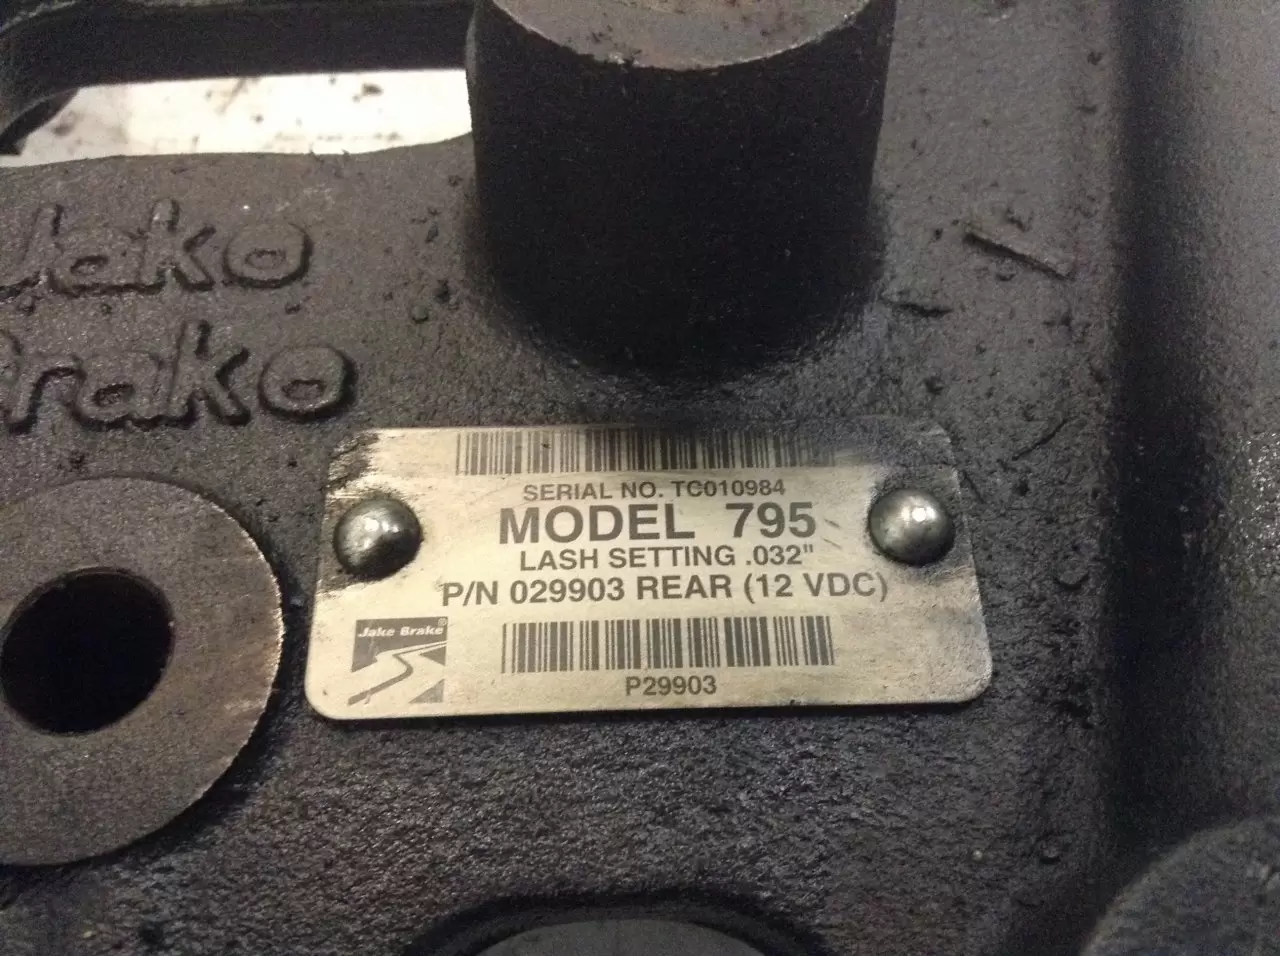 Jake
Brake
SERIAL NO. TC010984
MODEL 795
LASH SETTING .032"
P/N 029903 REAR (12 VDC)
Jake Brake®
P29903